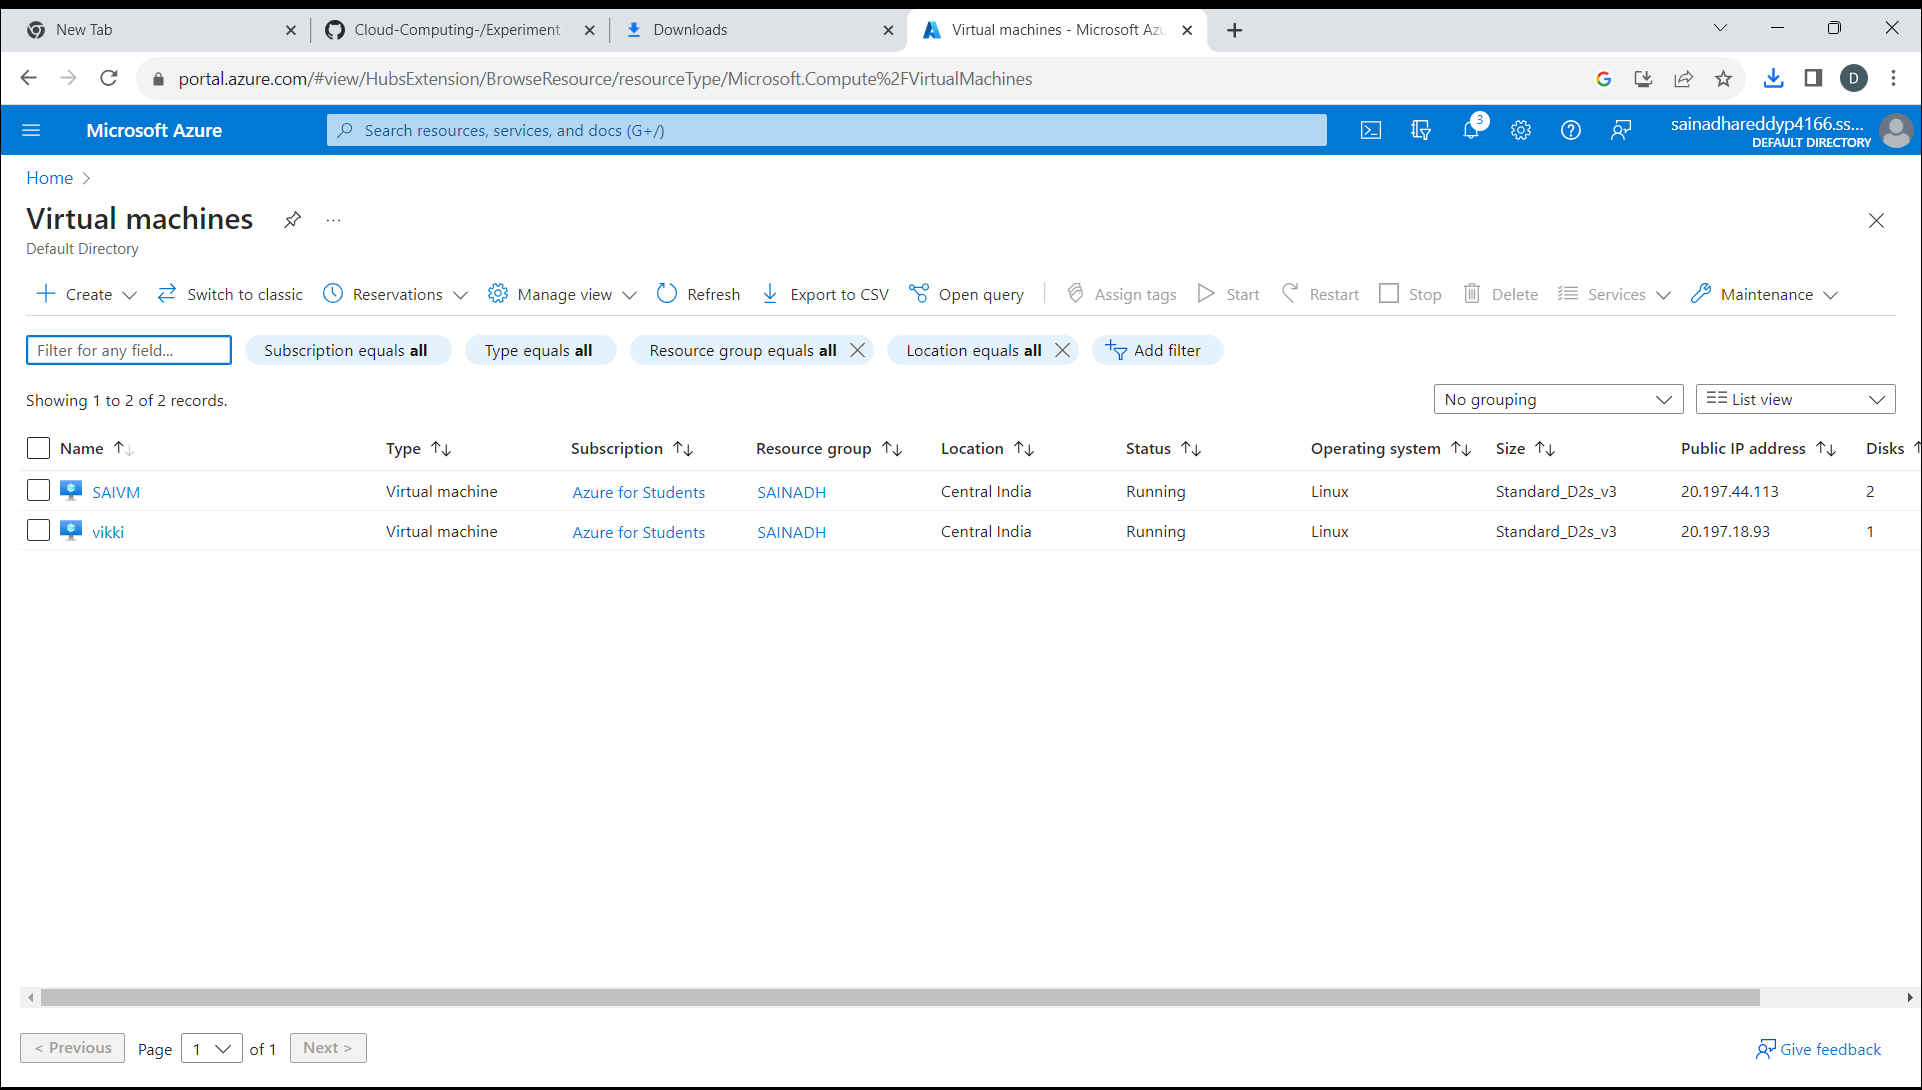 New Tab
Cloud-Computing-/Experiment
Downloads
Virtual machines - Microsoft Azu
portal.azure.com/#view/HubsExtension/BrowseResource/resourceType/Microsoft.Compute%2FVirtualMachines
D
Microsoft Azure
Search resources, services, and docs (G+/)
3
sainadhareddyp4166.ss...
DEFAULT DIRECTORY
Home >
Virtual machines
...
Default Directory
Create
Switch to classic
Reservations
Manage view
Refresh
Export to CSV
Open query
Assign tags
Start
Restart
Stop
Delete
Services
Maintenance
Filter for any field...
Subscription equals all
Type equals all
Resource group equals all
Location equals all
Add filter
Showing 1 to 2 of 2 records.
No grouping
List view
Name Type Subscription Resource group Location Status Operating system Size Public IP address Disks
SAIVM Virtual machine Azure for Students SAINADH Central India Running Linux Standard_D2s_v3 20.197.44.113 2
vikki Virtual machine Azure for Students SAINADH Central India Running Linux Standard_D2s_v3 20.197.18.93 1
< Previous
Page 1 of 1
Next >
Give feedback